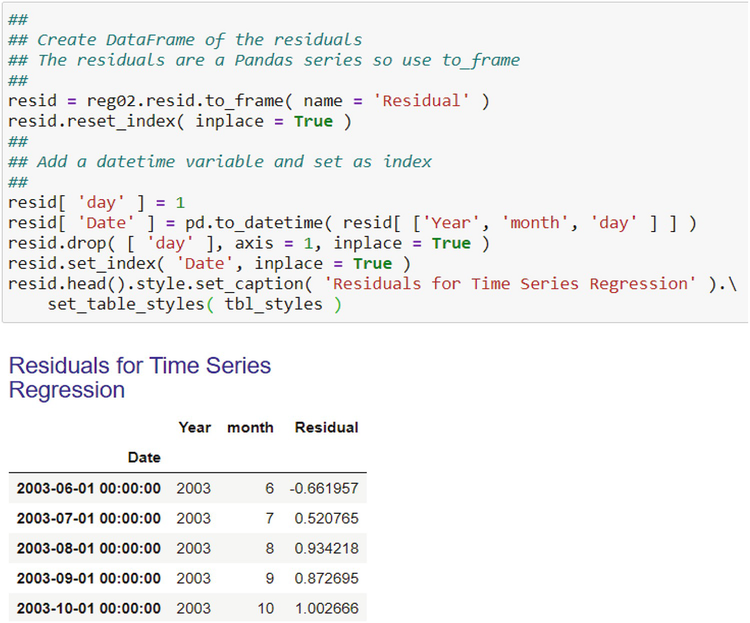 ##
## Create DataFrame of the residuals
## The residuals are a Pandas series so use to_frame
##
resid = reg02.resid.to_frame( name = 'Residual' )
resid.reset_index( inplace = True )
##
## Add a datetime variable and set as index
##
resid[ 'day' ] = 1
resid[ 'Date' ] = pd.to_datetime( resid[ ['Year', 'month', 'day' ] ] )
resid.drop( [ 'day' ], axis = 1, inplace = True )
resid.set_index( 'Date', inplace = True )
resid.head().style.set_caption( 'Residuals for Time Series Regression' ).\
    set_table_styles( tbl_styles )
Residuals for Time Series
Regression
Year month Residual
Date
2003-06-01 00:00:00 2003 6 -0.661957
2003-07-01 00:00:00 2003 7 0.520765
2003-08-01 00:00:00 2003 8 0.934218
2003-09-01 00:00:00 2003 9 0.872695
2003-10-01 00:00:00 2003 10 1.002666